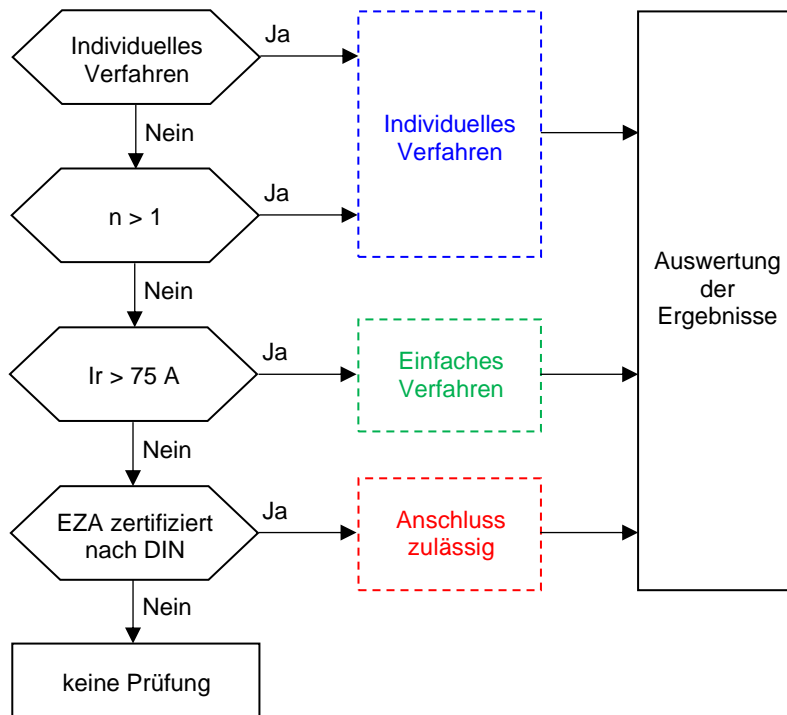 Individuelles
Verfahren
Ja
Nein
Individuelles
Verfahren
n > 1
Ja
Nein
Auswertung
der
Ergebnisse
Ir > 75 A
Ja
Nein
Einfaches
Verfahren
EZA zertifiziert
nach DIN
Ja
Nein
Anschluss
zulässig
keine Prüfung